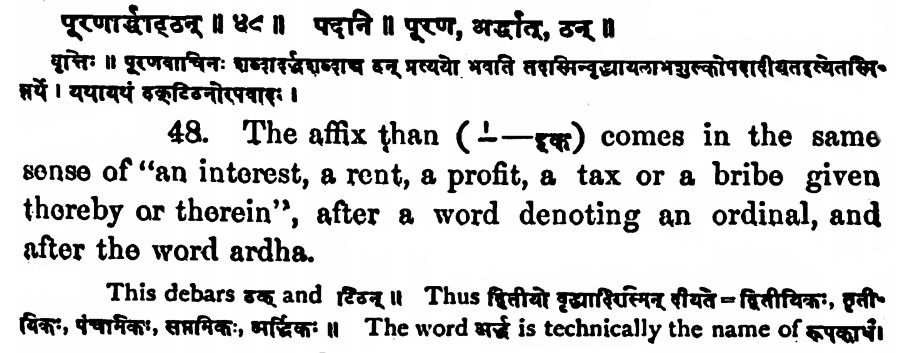 पूरणार्द्धाद्ठन् ॥ ४८ ॥ पदानि ॥ पूरण, अर्द्धात्, ठन् ॥
वृत्तिः ॥ पूरणवाचिनः शब्दादर्द्धशब्दाच्च ठन् प्रत्ययो भवति तदस्मिन्वृद्ध्यायलाभशुल्कोपदादीयतइत्येतस्मि-
न्नर्थे । यथायथं ठक्टिठनोरपवादः ।
48. The affix ṭhan (⊥—इक) comes in the same
sense of “an interest, a rent, a profit, a tax or a bribe given
thereby or therein”, after a word denoting an ordinal, and
after the word ardha.
This debars ठक् and टिठन् ॥ Thus द्वितीयो वृद्ध्यादिरस्मिन् दीयते = द्वितीयिकः, तृती-
यिकः, पंचमिकः, सप्तमिकः, अर्द्धिकः ॥ The word अर्द्ध is technically the name of रूपकार्धं।